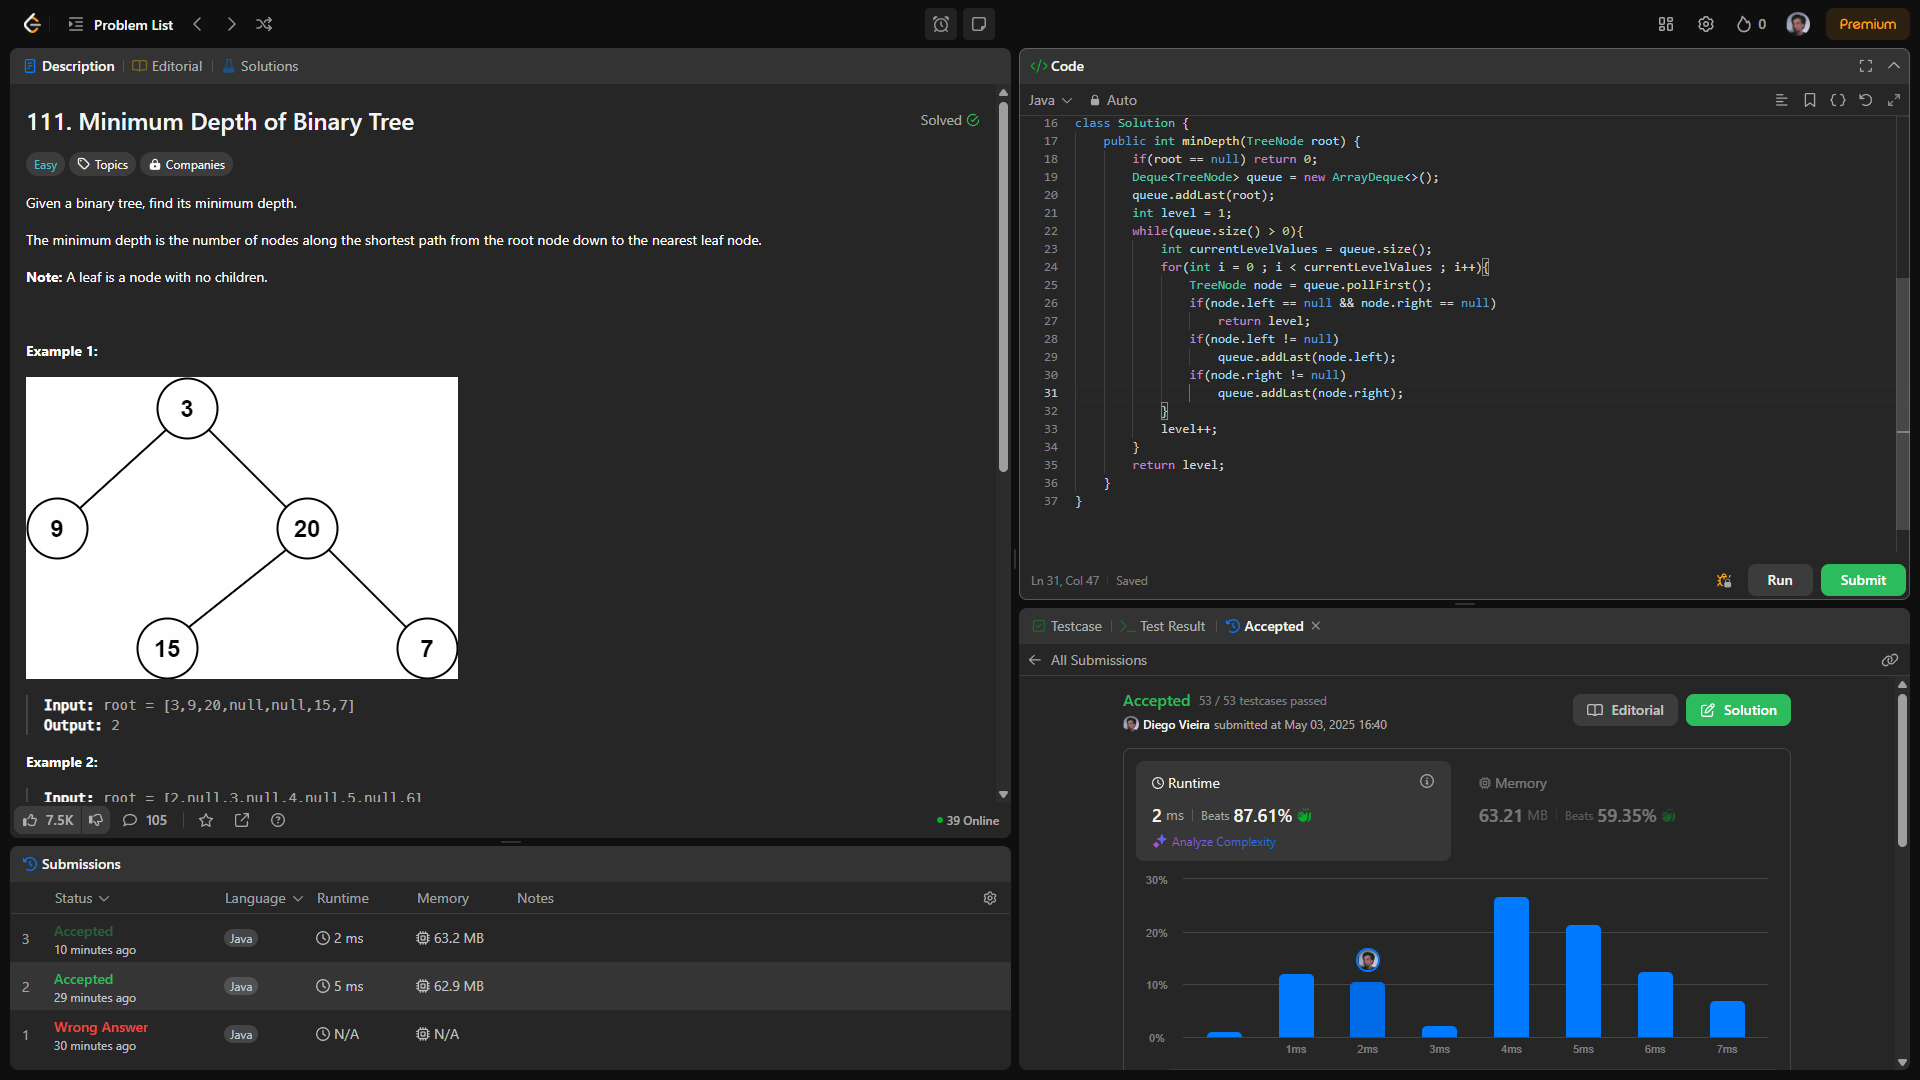 Problem List
0
Premium
Description
Editorial
Solutions
111. Minimum Depth of Binary Tree
Solved
Easy
Topics
Companies
Given a binary tree, find its minimum depth.
The minimum depth is the number of nodes along the shortest path from the root node down to the nearest leaf node.
Note: A leaf is a node with no children.
Example 1:
3
9
20
15
7
Input: root = [3,9,20,null,null,15,7]
Output: 2
Example 2:
Input: root = [2,null,3,null,4,null,5,null,6]
7.5K
105
39 Online
Submissions
Status Language Runtime Memory Notes
3 Accepted Java 2 ms 63.2 MB
10 minutes ago
2 Accepted Java 5 ms 62.9 MB
29 minutes ago
1 Wrong Answer Java N/A N/A
30 minutes ago
</> Code
Java Auto
16 class Solution {
17     public int minDepth(TreeNode root) {
18         if(root == null) return 0;
19         Deque<TreeNode> queue = new ArrayDeque<>();
20         queue.addLast(root);
21         int level = 1;
22         while(queue.size() > 0){
23             int currentLevelValues = queue.size();
24             for(int i = 0 ; i < currentLevelValues ; i++){
25                 TreeNode node = queue.pollFirst();
26                 if(node.left == null && node.right == null)
27                     return level;
28                 if(node.left != null)
29                     queue.addLast(node.left);
30                 if(node.right != null)
31                     queue.addLast(node.right);
32             }
33             level++;
34         }
35         return level;
36     }
37 }
Ln 31, Col 47 Saved
Run
Submit
Testcase
Test Result
Accepted
All Submissions
Accepted 53 / 53 testcases passed
Diego Vieira submitted at May 03, 2025 16:40
Editorial
Solution
Runtime
2 ms Beats 87.61%
Analyze Complexity
Memory
63.21 MB Beats 59.35%
30%
20%
10%
0%
1ms 2ms 3ms 4ms 5ms 6ms 7ms